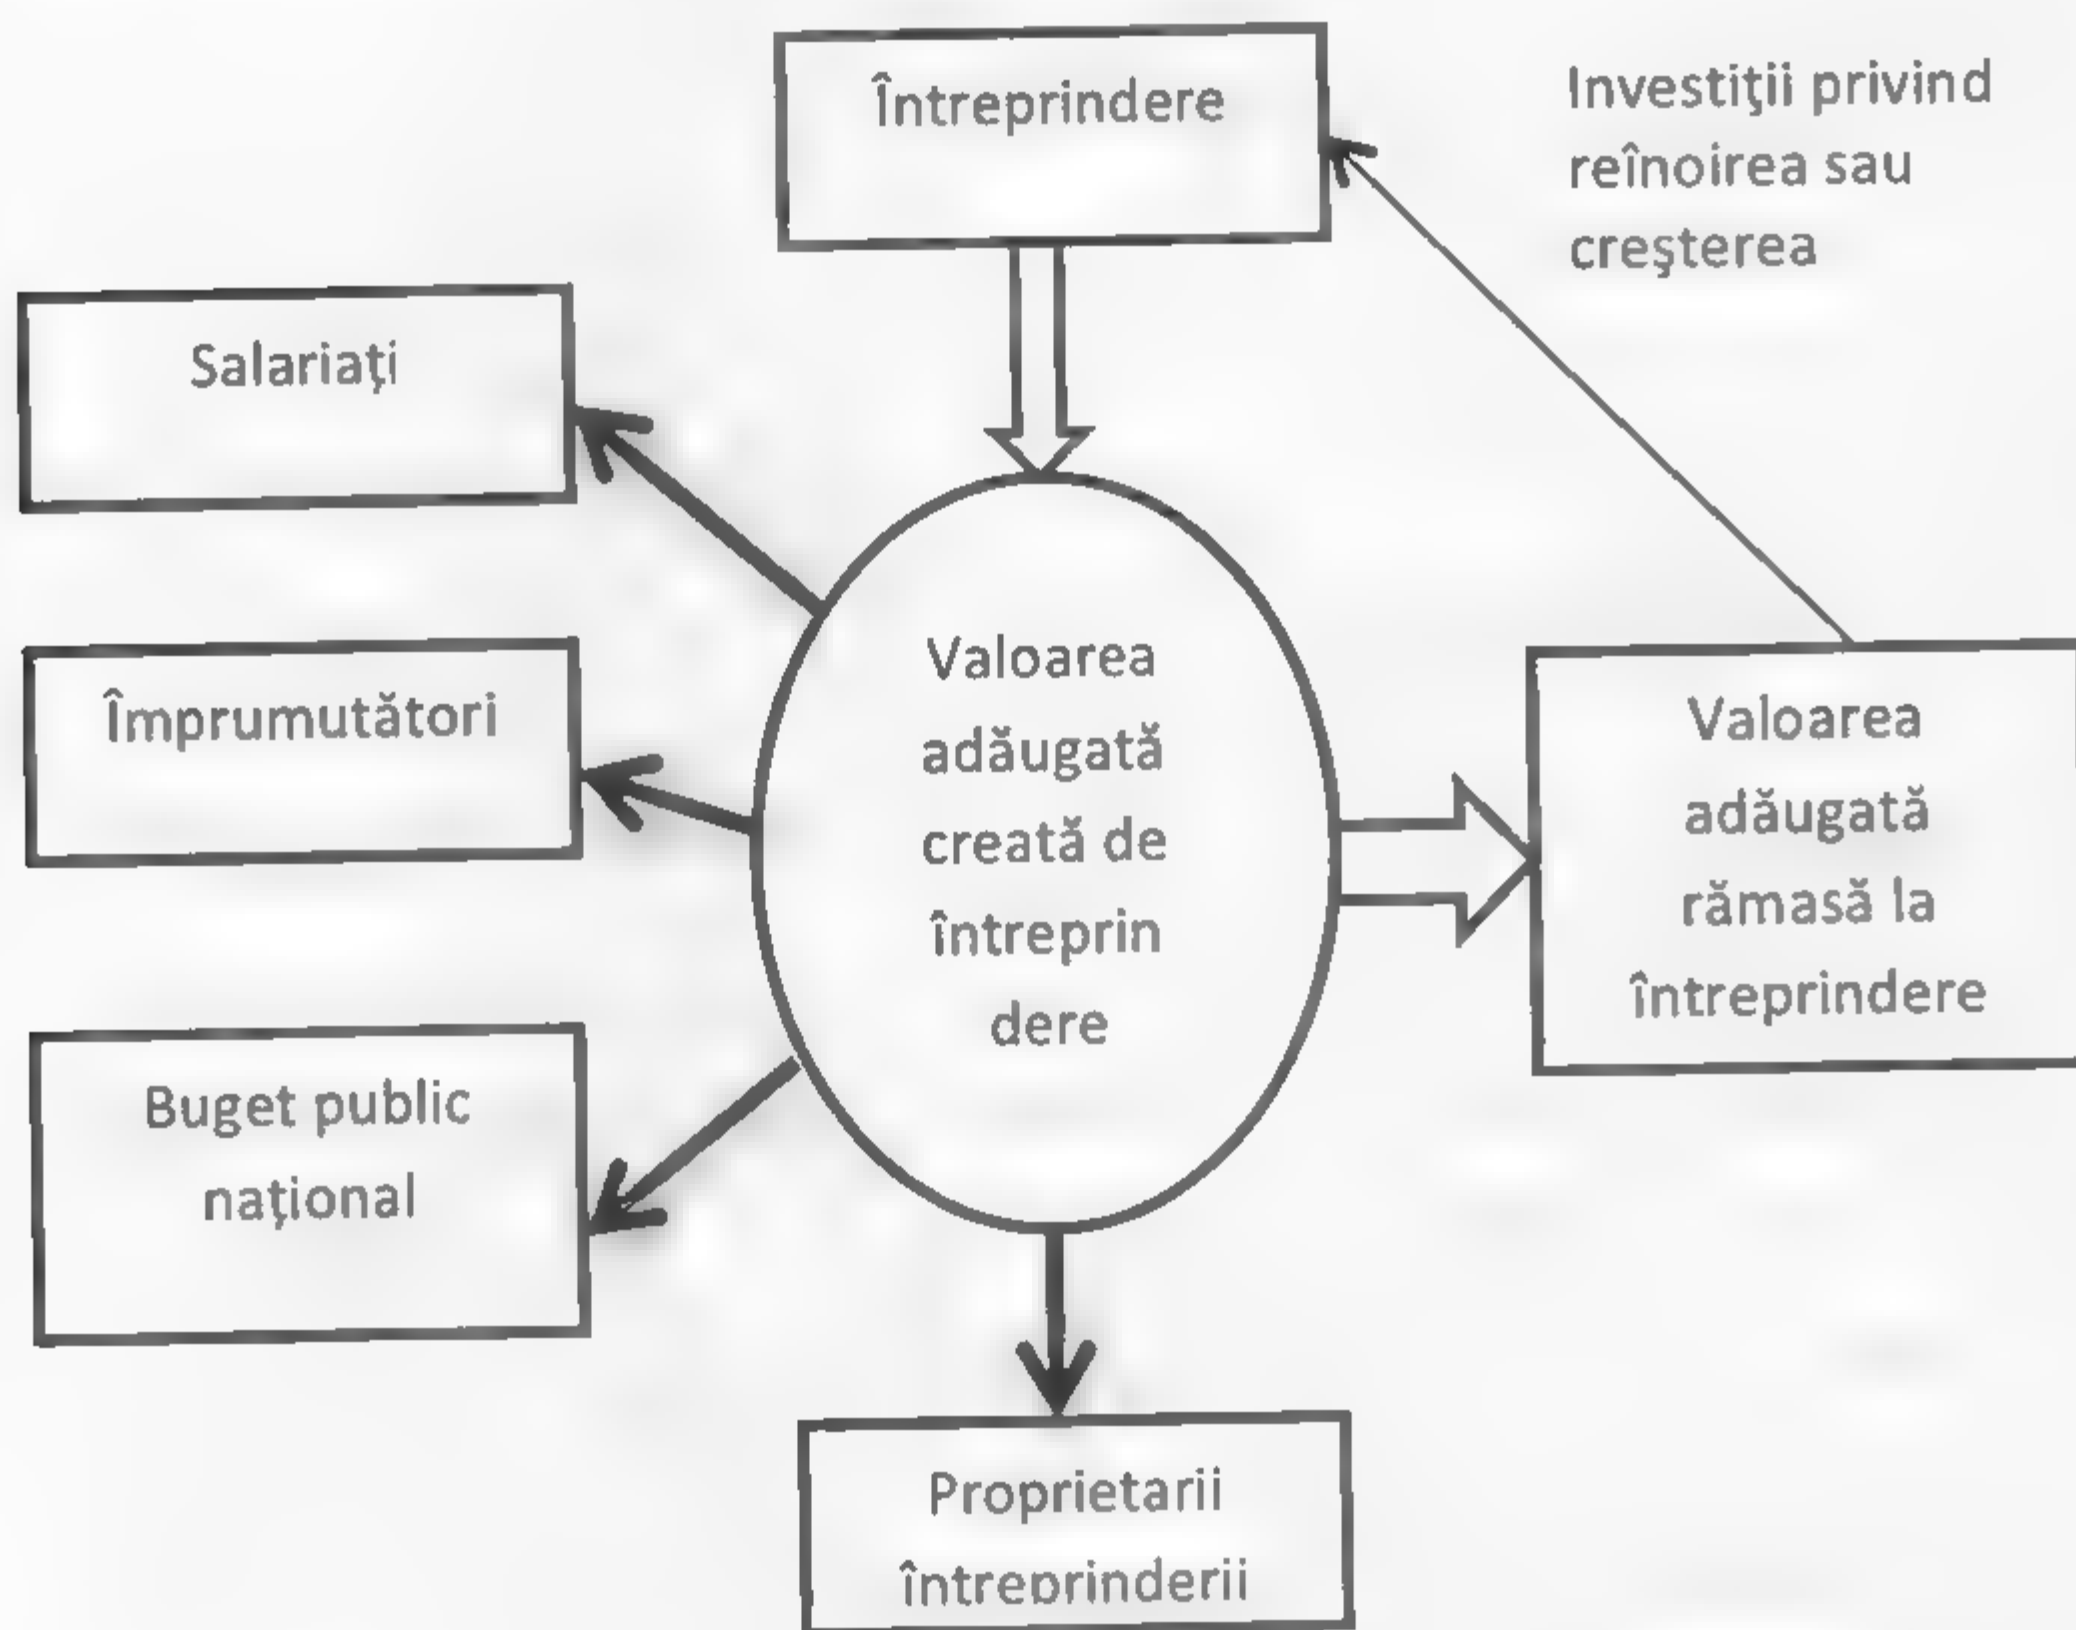 Întreprindere
Investiţii privind
reînoirea sau
creşterea
Salariaţi
Împrumutători
Buget public
naţional
Valoarea
adăugată
creată de
întreprin
dere
Valoarea
adăugată
rămasă la
întreprindere
Proprietarii
întreprinderii